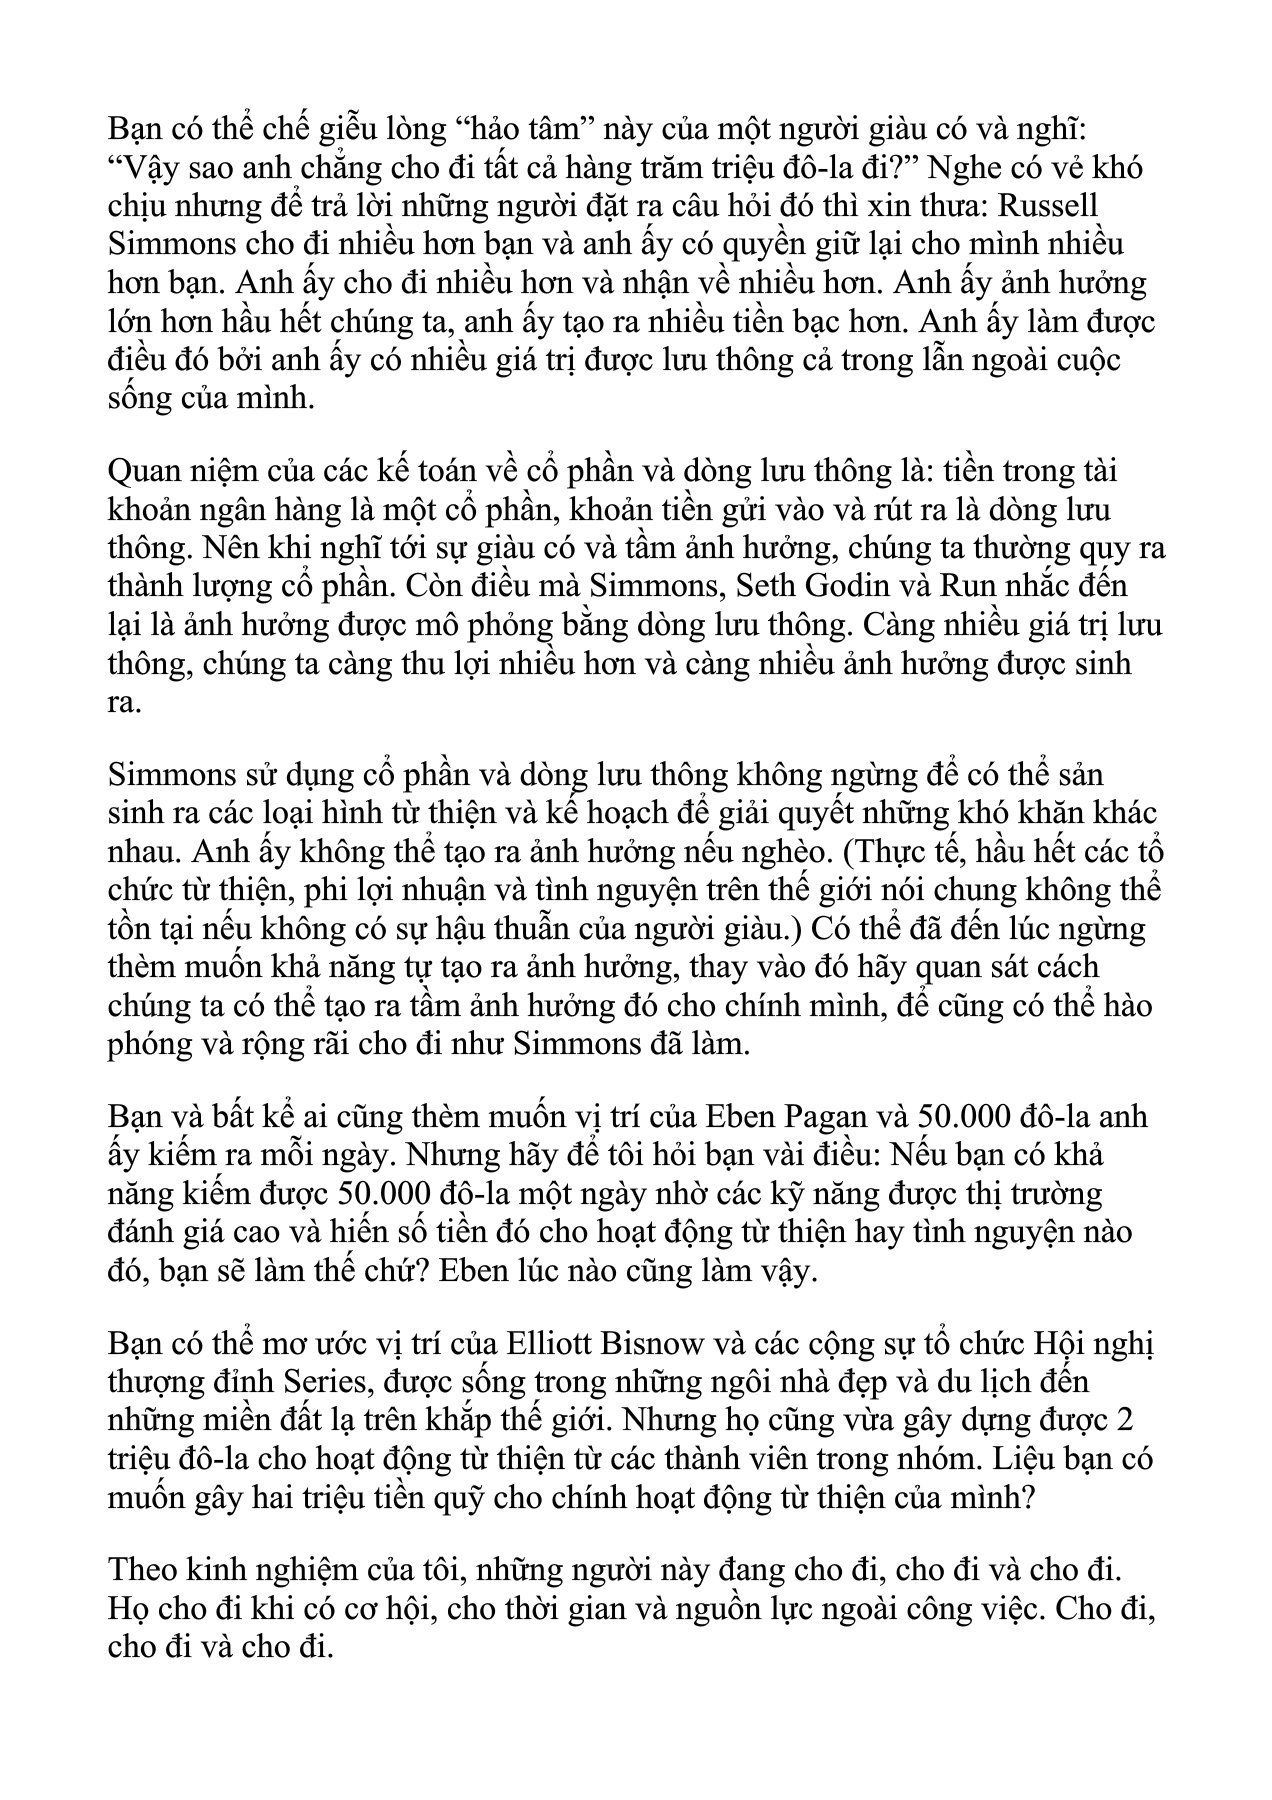 Bạn có thể chế giễu lòng “hảo tâm” này của một người giàu có và nghĩ:
“Vậy sao anh chẳng cho đi tất cả hàng trăm triệu đô-la đi?” Nghe có vẻ khó
chịu nhưng để trả lời những người đặt ra câu hỏi đó thì xin thưa: Russell
Simmons cho đi nhiều hơn bạn và anh ấy có quyền giữ lại cho mình nhiều
hơn bạn. Anh ấy cho đi nhiều hơn và nhận về nhiều hơn. Anh ấy ảnh hưởng
lớn hơn hầu hết chúng ta, anh ấy tạo ra nhiều tiền bạc hơn. Anh ấy làm được
điều đó bởi anh ấy có nhiều giá trị được lưu thông cả trong lẫn ngoài cuộc
sống của mình.
Quan niệm của các kế toán về cổ phần và dòng lưu thông là: tiền trong tài
khoản ngân hàng là một cổ phần, khoản tiền gửi vào và rút ra là dòng lưu
thông. Nên khi nghĩ tới sự giàu có và tầm ảnh hưởng, chúng ta thường quy ra
thành lượng cổ phần. Còn điều mà Simmons, Seth Godin và Run nhắc đến
lại là ảnh hưởng được mô phỏng bằng dòng lưu thông. Càng nhiều giá trị lưu
thông, chúng ta càng thu lợi nhiều hơn và càng nhiều ảnh hưởng được sinh
ra.
Simmons sử dụng cổ phần và dòng lưu thông không ngừng để có thể sản
sinh ra các loại hình từ thiện và kế hoạch để giải quyết những khó khăn khác
nhau. Anh ấy không thể tạo ra ảnh hưởng nếu nghèo. (Thực tế, hầu hết các tổ
chức từ thiện, phi lợi nhuận và tình nguyện trên thế giới nói chung không thể
tồn tại nếu không có sự hậu thuẫn của người giàu.) Có thể đã đến lúc ngừng
thèm muốn khả năng tự tạo ra ảnh hưởng, thay vào đó hãy quan sát cách
chúng ta có thể tạo ra tầm ảnh hưởng đó cho chính mình, để cũng có thể hào
phóng và rộng rãi cho đi như Simmons đã làm.
Bạn và bất kể ai cũng thèm muốn vị trí của Eben Pagan và 50.000 đô-la anh
ấy kiếm ra mỗi ngày. Nhưng hãy để tôi hỏi bạn vài điều: Nếu bạn có khả
năng kiếm được 50.000 đô-la một ngày nhờ các kỹ năng được thị trường
đánh giá cao và hiến số tiền đó cho hoạt động từ thiện hay tình nguyện nào
đó, bạn sẽ làm thế chứ? Eben lúc nào cũng làm vậy.
Bạn có thể mơ ước vị trí của Elliott Bisnow và các cộng sự tổ chức Hội nghị
thượng đỉnh Series, được sống trong những ngôi nhà đẹp và du lịch đến
những miền đất lạ trên khắp thế giới. Nhưng họ cũng vừa gây dựng được 2
triệu đô-la cho hoạt động từ thiện từ các thành viên trong nhóm. Liệu bạn có
muốn gây hai triệu tiền quỹ cho chính hoạt động từ thiện của mình?
Theo kinh nghiệm của tôi, những người này đang cho đi, cho đi và cho đi.
Họ cho đi khi có cơ hội, cho thời gian và nguồn lực ngoài công việc. Cho đi,
cho đi và cho đi.